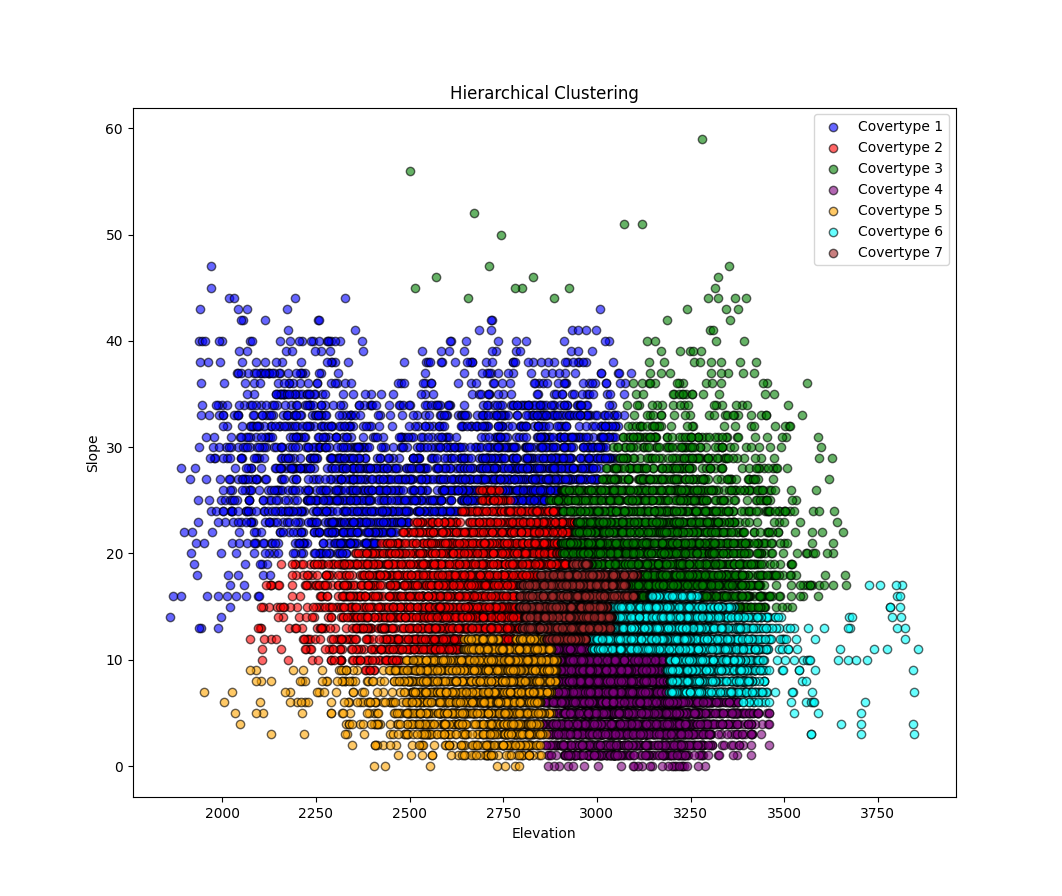 Hierarchical Clustering
Covertype 1
Covertype 2
Covertype 3
Covertype 4
Covertype 5
Covertype 6
Covertype 7
60
50
40
30
20
10
0
Slope
2000 2250 2500 2750 3000 3250 3500 3750
Elevation